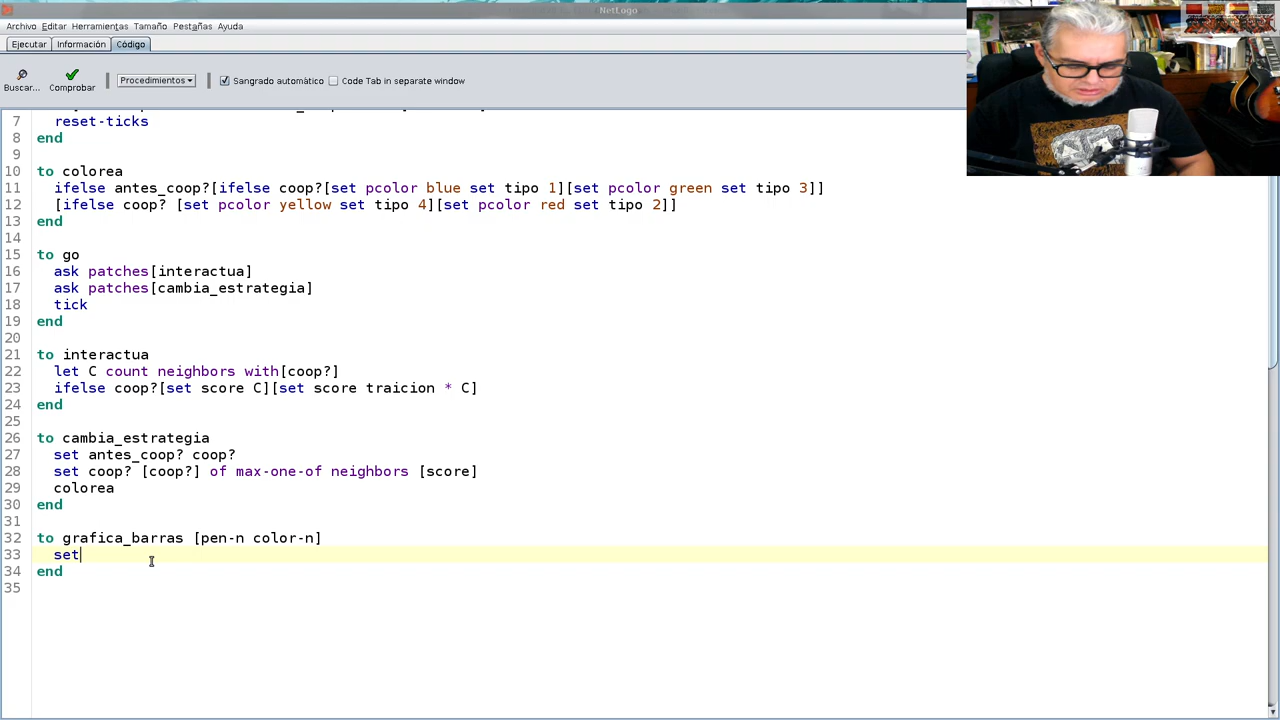 NetLogo
Archivo Editar Herramientas Tamaño Pestañas Ayuda
Ejecutar Información Código
Buscar... Comprobar Procedimientos Sangrado automático Code Tab in separate window
7 reset-ticks
8 end
9
10 to colorea
11 ifelse antes_coop?[ifelse coop?[set pcolor blue set tipo 1][set pcolor green set tipo 3]]
12 [ifelse coop? [set pcolor yellow set tipo 4][set pcolor red set tipo 2]]
13 end
14
15 to go
16 ask patches[interactua]
17 ask patches[cambia_estrategia]
18 tick
19 end
20
21 to interactua
22 let C count neighbors with[coop?]
23 ifelse coop?[set score C][set score traicion * C]
24 end
25
26 to cambia_estrategia
27 set antes_coop? coop?
28 set coop? [coop?] of max-one-of neighbors [score]
29 colorea
30 end
31
32 to grafica_barras [pen-n color-n]
33 set
34 end
35